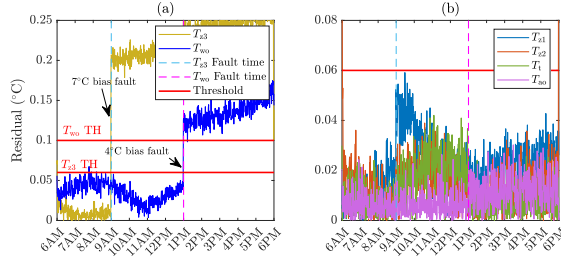 (a)
(b)
Residual (°C)
0.25
0.2
0.15
0.1
0.05
0
T_z3
T_wo
T_z3 Fault time
T_wo Fault time
Threshold
7°C bias fault
T_wo TH
4°C bias fault
T_z3 TH
6AM
7AM
8AM
9AM
10AM
11AM
12PM
1PM
2PM
3PM
4PM
5PM
6PM
0.08
0.06
0.04
0.02
0
T_z1
T_z2
T_t
T_ao
6AM
7AM
8AM
9AM
10AM
11AM
12PM
1PM
2PM
3PM
4PM
5PM
6PM